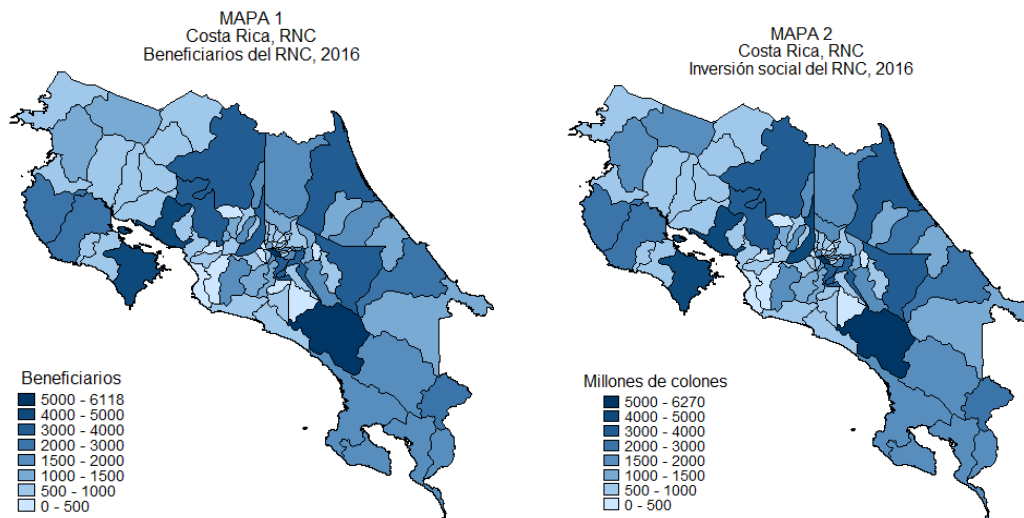 MAPA 1
Costa Rica, RNC
Beneficiarios del RNC, 2016
Beneficiarios
5000 - 6118
4000 - 5000
3000 - 4000
2000 - 3000
1500 - 2000
1000 - 1500
500 - 1000
0 - 500
MAPA 2
Costa Rica, RNC
Inversión social del RNC, 2016
Millones de colones
5000 - 6270
4000 - 5000
3000 - 4000
2000 - 3000
1500 - 2000
1000 - 1500
500 - 1000
0 - 500